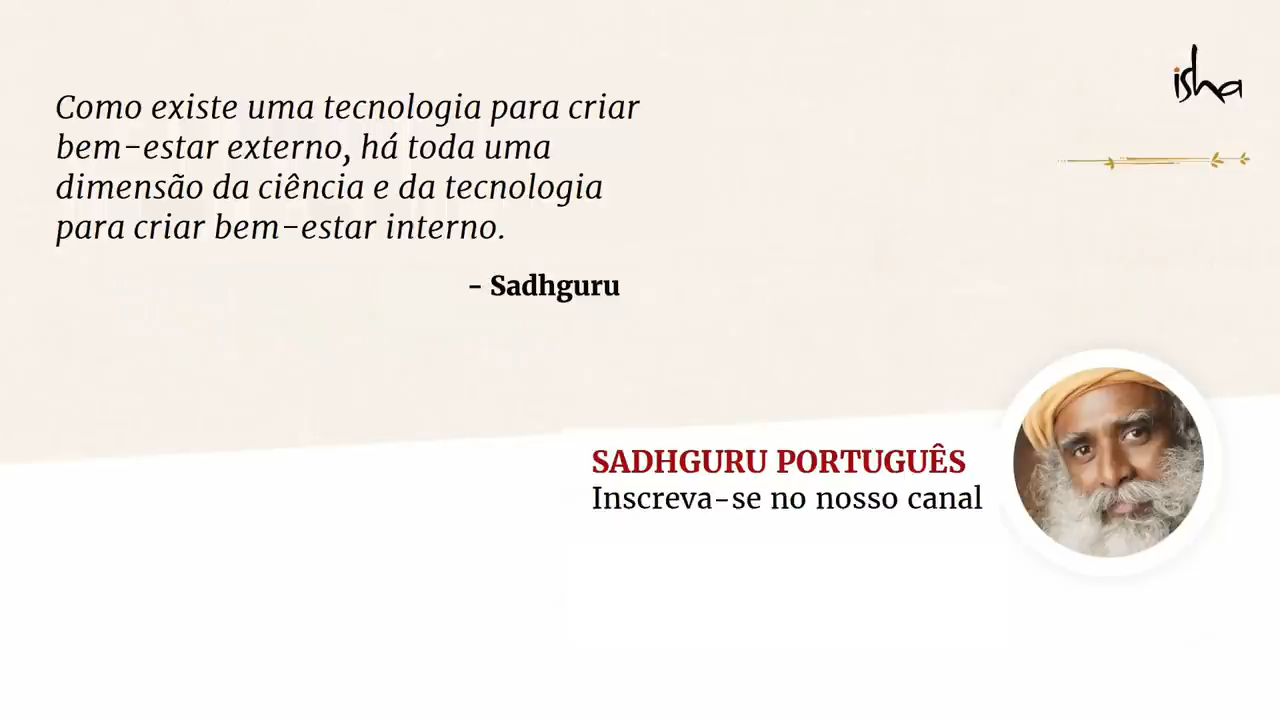 isha
Como existe uma tecnologia para criar
bem-estar externo, há toda uma
dimensão da ciência e da tecnologia
para criar bem-estar interno.
- Sadhguru
SADHGURU PORTUGUÊS
Inscreva-se no nosso canal